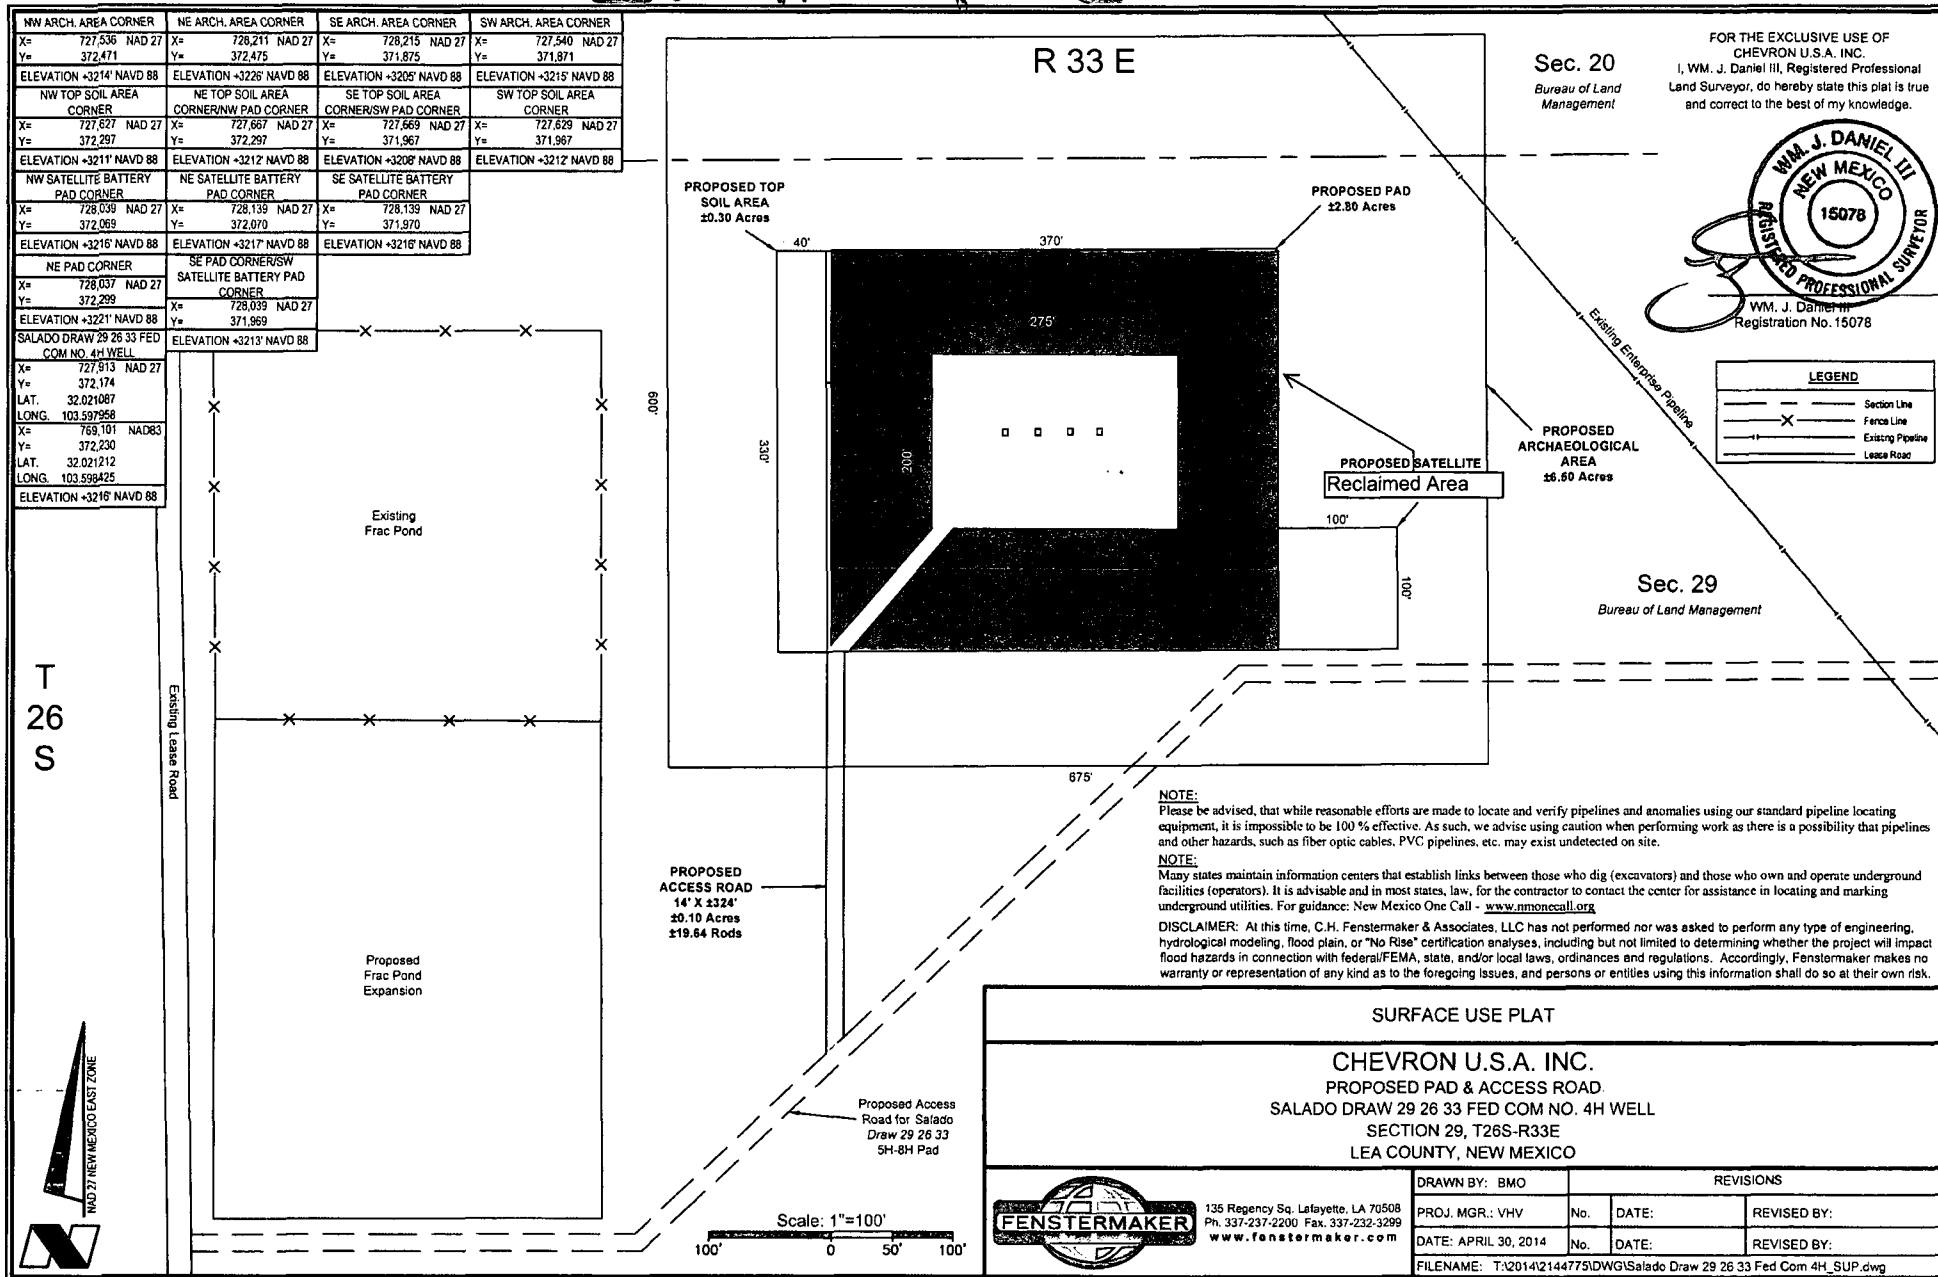 NW ARCH. AREA CORNER
X= 727,536 NAD 27
Y= 372,471
ELEVATION +3214' NAVD 88
NE ARCH. AREA CORNER
X= 728,211 NAD 27
Y= 372,475
ELEVATION +3226' NAVD 88
SE ARCH. AREA CORNER
X= 728,215 NAD 27
Y= 371,875
ELEVATION +3205' NAVD 88
SW ARCH. AREA CORNER
X= 727,540 NAD 27
Y= 371,871
ELEVATION +3215' NAVD 88
NW TOP SOIL AREA
CORNER
X= 727,627 NAD 27
Y= 372,297
ELEVATION +3211' NAVD 88
NE TOP SOIL AREA
CORNER/NW PAD CORNER
X= 727,667 NAD 27
Y= 372,297
ELEVATION +3212' NAVD 88
SE TOP SOIL AREA
CORNER/SW PAD CORNER
X= 727,669 NAD 27
Y= 371,967
ELEVATION +3208' NAVD 88
SW TOP SOIL AREA
CORNER
X= 727,629 NAD 27
Y= 371,967
ELEVATION +3212' NAVD 88
NW SATELLITE BATTERY
PAD CORNER
X= 728,039 NAD 27
Y= 372,069
ELEVATION +3216' NAVD 88
NE SATELLITE BATTERY
PAD CORNER
X= 728,139 NAD 27
Y= 372,070
ELEVATION +3217' NAVD 88
SE SATELLITE BATTERY
PAD CORNER
X= 728,139 NAD 27
Y= 371,970
ELEVATION +3216' NAVD 88
NE PAD CORNER
X= 728,037 NAD 27
Y= 372,299
ELEVATION +3221' NAVD 88
SE PAD CORNER/SW
SATELLITE BATTERY PAD
CORNER
X= 728,039 NAD 27
Y= 371,969
ELEVATION +3213' NAVD 88
SALADO DRAW 29 26 33 FED
COM NO. 4H WELL
X= 727,913 NAD 27
Y= 372,174
LAT. 32.021087
LONG. 103.597958
X= 769,101 NAD83
Y= 372,230
LAT. 32.021212
LONG. 103.598425
ELEVATION +3216' NAVD 88
R 33 E
Sec. 20
Bureau of Land
Management
FOR THE EXCLUSIVE USE OF
CHEVRON U.S.A. INC.
I, WM. J. Daniel III, Registered Professional
Land Surveyor, do hereby state this plat is true
and correct to the best of my knowledge.
WM. J. DANIEL III
NEW MEXICO
15078
REGISTERED PROFESSIONAL SURVEYOR
WM. J. Daniel III
Registration No. 15078
LEGEND
Section Line
Fence Line
Existing Pipeline
Lease Road
PROPOSED TOP
SOIL AREA
±0.30 Acres
PROPOSED PAD
±2.80 Acres
40'
370'
275'
200'
330'
600'
Existing Enterprise Pipeline
PROPOSED
ARCHAEOLOGICAL
AREA
±6.60 Acres
PROPOSED SATELLITE
Reclaimed Area
100'
100'
Sec. 29
Bureau of Land Management
Existing
Frac Pond
T
26
S
Existing Lease Road
675'
PROPOSED
ACCESS ROAD
14' X ±324'
±0.10 Acres
±19.64 Rods
Proposed
Frac Pond
Expansion
NOTE:
Please be advised, that while reasonable efforts are made to locate and verify pipelines and anomalies using our standard pipeline locating
equipment, it is impossible to be 100 % effective. As such, we advise using caution when performing work as there is a possibility that pipelines
and other hazards, such as fiber optic cables, PVC pipelines, etc. may exist undetected on site.
NOTE:
Many states maintain information centers that establish links between those who dig (excavators) and those who own and operate underground
facilities (operators). It is advisable and in most states, law, for the contractor to contact the center for assistance in locating and marking
underground utilities. For guidance: New Mexico One Call - www.nmonecall.org
DISCLAIMER: At this time, C.H. Fenstermaker & Associates, LLC has not performed nor was asked to perform any type of engineering,
hydrological modeling, flood plain, or "No Rise" certification analyses, including but not limited to determining whether the project will impact
flood hazards in connection with federal/FEMA, state, and/or local laws, ordinances and regulations. Accordingly, Fenstermaker makes no
warranty or representation of any kind as to the foregoing issues, and persons or entities using this information shall do so at their own risk.
NAD 27 NEW MEXICO EAST ZONE
Proposed Access
Road for Salado
Draw 29 26 33
5H-8H Pad
Scale: 1"=100'
100' 0 50' 100'
SURFACE USE PLAT
CHEVRON U.S.A. INC.
PROPOSED PAD & ACCESS ROAD
SALADO DRAW 29 26 33 FED COM NO. 4H WELL
SECTION 29, T26S-R33E
LEA COUNTY, NEW MEXICO
FENSTERMAKER
135 Regency Sq. Lafayette, LA 70508
Ph. 337-237-2200 Fax. 337-232-3299
www.fenstermaker.com
DRAWN BY: BMO
REVISIONS
PROJ. MGR.: VHV
No. DATE: REVISED BY:
DATE: APRIL 30, 2014
No. DATE: REVISED BY:
FILENAME: T:\2014\2144775\DWG\Salado Draw 29 26 33 Fed Com 4H_SUP.dwg